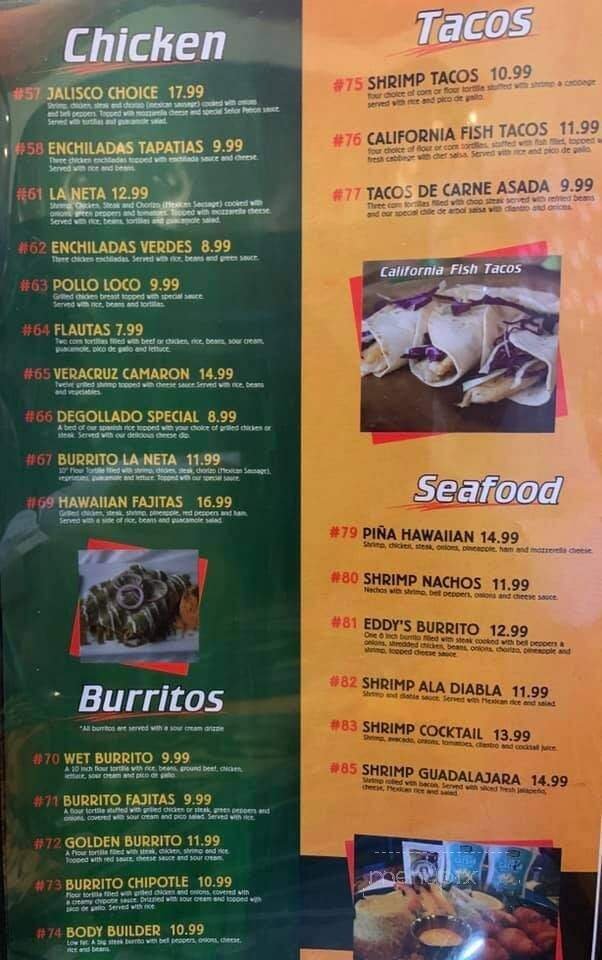 Chicken
#57 JALISCO CHOICE 17.99
Shrimp, chicken, steak and chorizo (mexican sausage) cooked with onions
and bell peppers. Topped with mozzarella cheese and special Señor Patron sauce.
Served with tortillas and guacamole salad.
#58 ENCHILADAS TAPATIAS 9.99
Three chicken enchiladas topped with enchilada sauce and cheese.
Served with rice and beans.
#61 LA NETA 12.99
Shrimp, Chicken, Steak and Chorizo (Mexican Sausage) cooked with
onions, green peppers and tomatoes. Topped with mozzarella cheese.
Served with rice, beans, tortillas and guacamole salad.
#62 ENCHILADAS VERDES 8.99
Three chicken enchiladas. Served with rice, beans and green sauce.
#63 POLLO LOCO 9.99
Grilled chicken breast topped with special sauce.
Served with rice, beans and tortillas.
#64 FLAUTAS 7.99
Two corn tortillas filled with beef or chicken, rice, beans, sour cream,
guacamole, pico de gallo and lettuce.
#65 VERACRUZ CAMARON 14.99
Twelve grilled shrimp topped with cheese sauce.Served with rice, beans
and vegetables.
#66 DEGOLLADO SPECIAL 8.99
A bed of our spanish rice topped with your choice of grilled chicken or
steak. Served with our delicious cheese dip.
#67 BURRITO LA NETA 11.99
10" Flour Tortilla filled with shrimp, chicken, steak, chorizo (Mexican Sausage),
vegetables, guacamole and lettuce. Topped with our special sauce.
#69 HAWAIIAN FAJITAS 16.99
Grilled chicken, steak, shrimp, pineapple, red peppers and ham.
Served with a side of rice, beans and guacamole salad.
Burritos
*All burritos are served with a sour cream drizzle
#70 WET BURRITO 9.99
A 10 inch flour tortilla with rice, beans, ground beef, chicken,
lettuce, sour cream and pico de gallo.
#71 BURRITO FAJITAS 9.99
A flour tortilla stuffed with grilled chicken or steak, green peppers and
onions, covered with sour cream and pico salad. Served with rice.
#72 GOLDEN BURRITO 11.99
A Flour tortilla filled with steak, chicken, shrimp and rice.
Topped with red sauce, cheese sauce and sour cream.
#73 BURRITO CHIPOTLE 10.99
Flour tortilla filled with grilled chicken and onions, covered with
a creamy chipotle sauce. Drizzled with sour cream and topped with
pico de gallo. Served with rice.
#74 BODY BUILDER 10.99
Low fat. A big steak burrito with bell peppers, onions, cheese,
rice and beans.
Tacos
#75 SHRIMP TACOS 10.99
Your choice of corn or flour tortilla stuffed with shrimp & cabbage
served with rice and pico de gallo.
#76 CALIFORNIA FISH TACOS 11.99
Your choice of flour or corn tortillas, stuffed with fish filled, topped w
fresh cabbage with chef salsa. Served with rice and pico de gallo.
#77 TACOS DE CARNE ASADA 9.99
Three corn tortillas filled with chop steak served with refried beans
and our special chile de arbol salsa with cilantro and onions.
California Fish Tacos
Seafood
#79 PIÑA HAWAIIAN 14.99
Shrimp, chicken, steak, onions, pineapple, ham and mozzerella cheese.
#80 SHRIMP NACHOS 11.99
Nachos with shrimp, bell peppers, onions and cheese sauce.
#81 EDDY'S BURRITO 12.99
One 8 inch burrito filled with steak cooked with bell peppers &
onions, shredded chicken, beans, onions, chorizo, pineapple and
shrimp, topped cheese sauce.
#82 SHRIMP ALA DIABLA 11.99
Shrimp and diabla sauce. Served with Mexican rice and salad.
#83 SHRIMP COCKTAIL 13.99
Shrimp, avocado, onions, tomatoes, cilantro and cocktail juice.
#85 SHRIMP GUADALAJARA 14.99
Shrimp rolled with bacon. Served with sliced fresh jalapeño,
cheese, Mexican rice and salad.
menupix